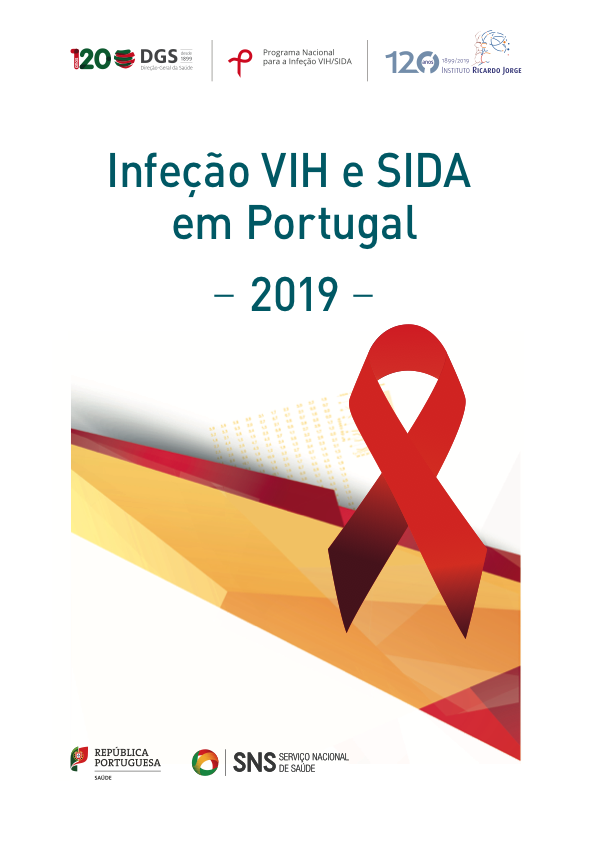 120 DGS desde 1899
Direção-Geral da Saúde
Programa Nacional
para a Infeção VIH/SIDA
120 anos 1899/2019
INSTITUTO RICARDO JORGE
Infeção VIH e SIDA
em Portugal
– 2019 –
REPÚBLICA
PORTUGUESA
SAÚDE
SNS SERVIÇO NACIONAL
DE SAÚDE